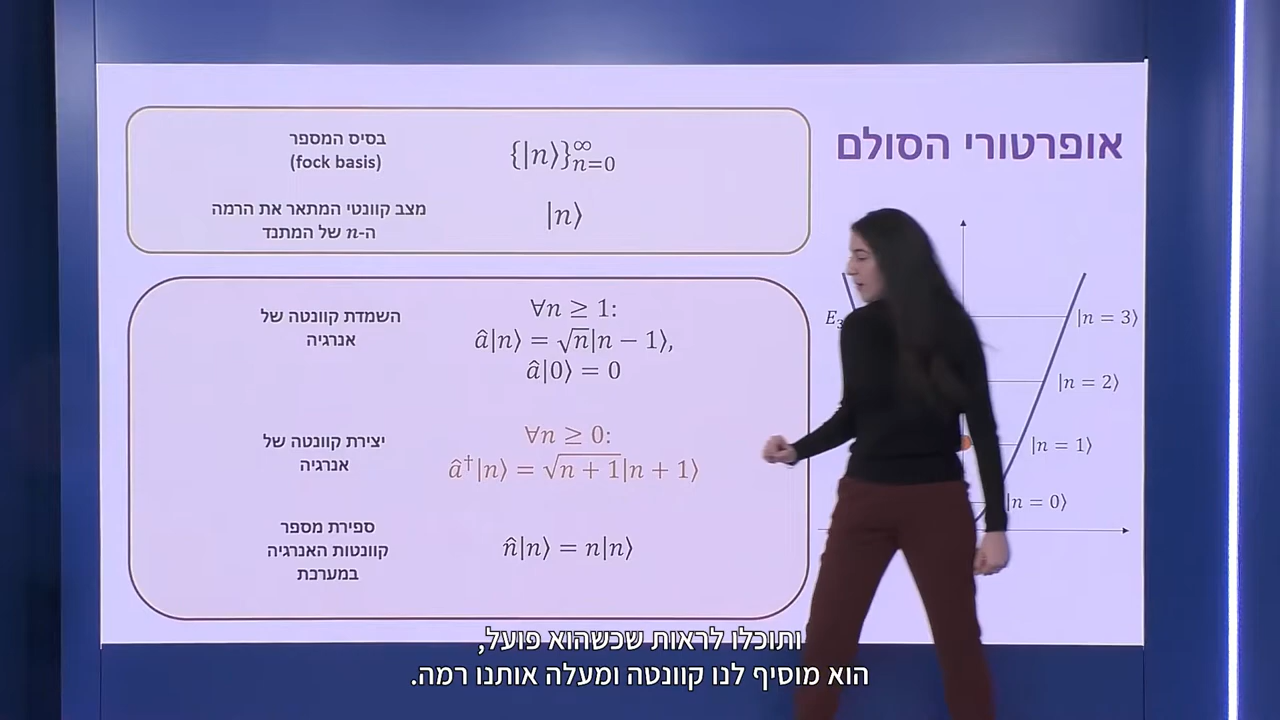 אופרטורי הסולם
בסיס המספר
(fock basis)
{|n⟩}_{n=0}^{∞}
מצב קוונטי המתאר את הרמה
ה-n של המתנד
|n⟩
השמדת קוונטה של
אנרגיה
∀n ≥ 1:
â|n⟩ = √n|n − 1⟩,
â|0⟩ = 0
יצירת קוונטה של
אנרגיה
∀n ≥ 0:
â†|n⟩ = √(n + 1)|n + 1⟩
ספירת מספר
קוונטות האנרגיה
במערכת
n̂|n⟩ = n|n⟩
E₃
|n = 3⟩
|n = 2⟩
|n = 1⟩
|n = 0⟩
ותוכלו לראות שכשהוא פועל,
הוא מוסיף לנו קוונטה ומעלה אותנו רמה.